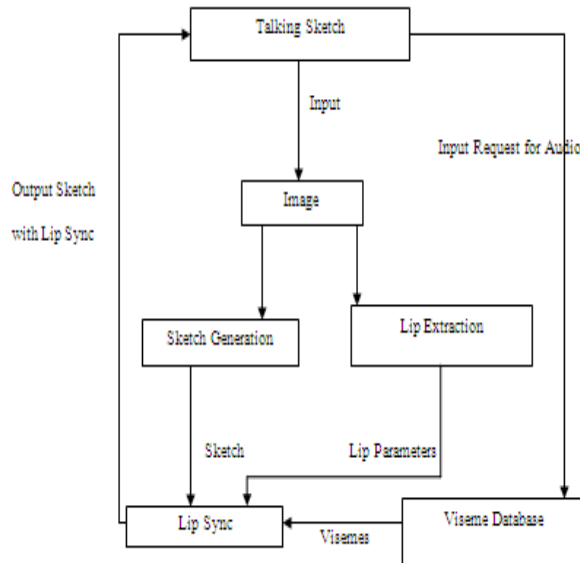 Talking Sketch
Input
Input Request for Audio
Output Sketch
with Lip Sync
Image
Sketch Generation
Lip Extraction
Sketch
Lip Parameters
Lip Sync
Visemes
Viseme Database